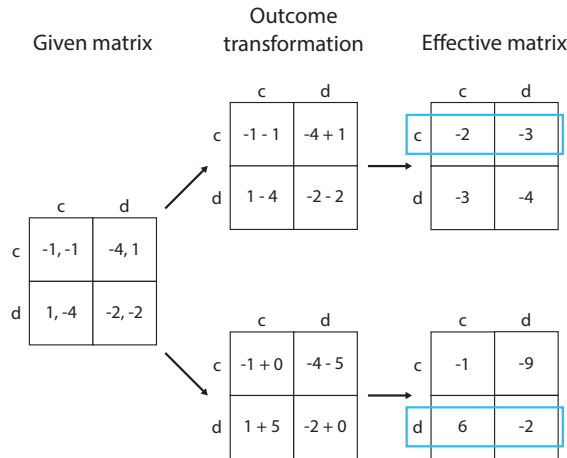 Given matrix
Outcome
transformation
Effective matrix
c d
c -1, -1 -4, 1
d 1, -4 -2, -2
c d
c -1 - 1 -4 + 1
d 1 - 4 -2 - 2
c d
c -2 -3
d -3 -4
c d
c -1 + 0 -4 - 5
d 1 + 5 -2 + 0
c d
c -1 -9
d 6 -2